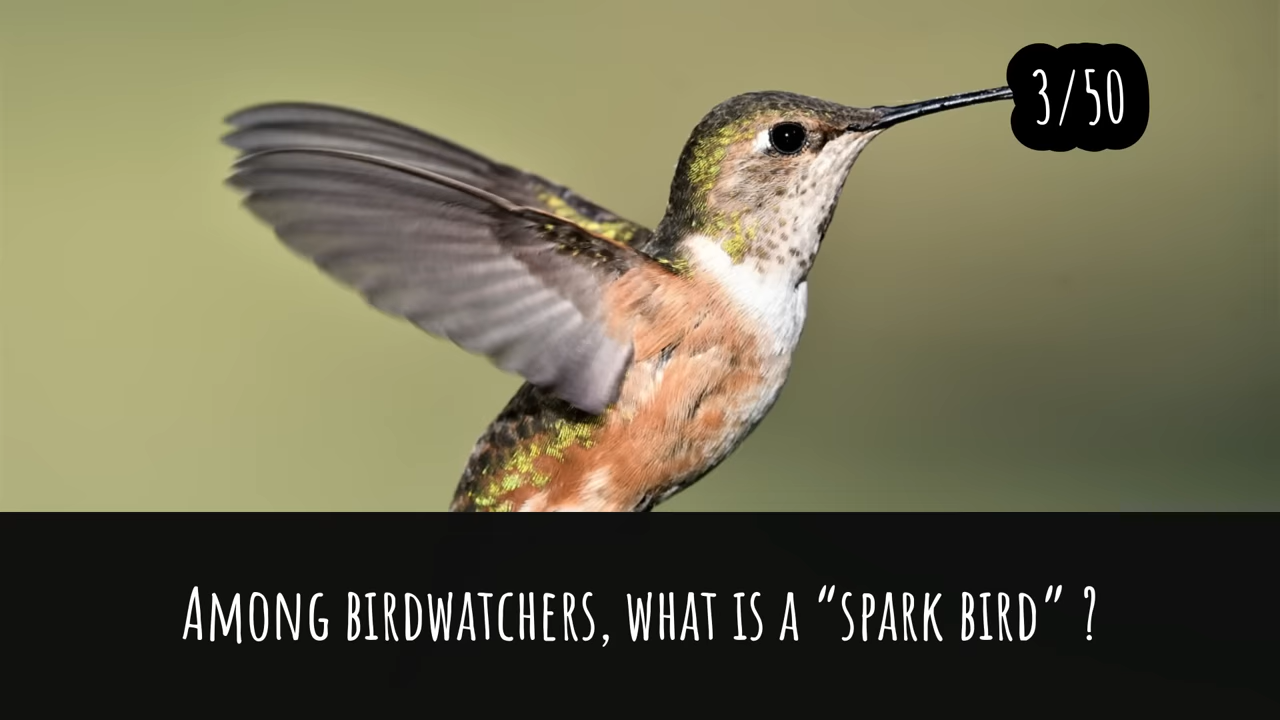 3/50
Among birdwatchers, what is a “spark bird” ?